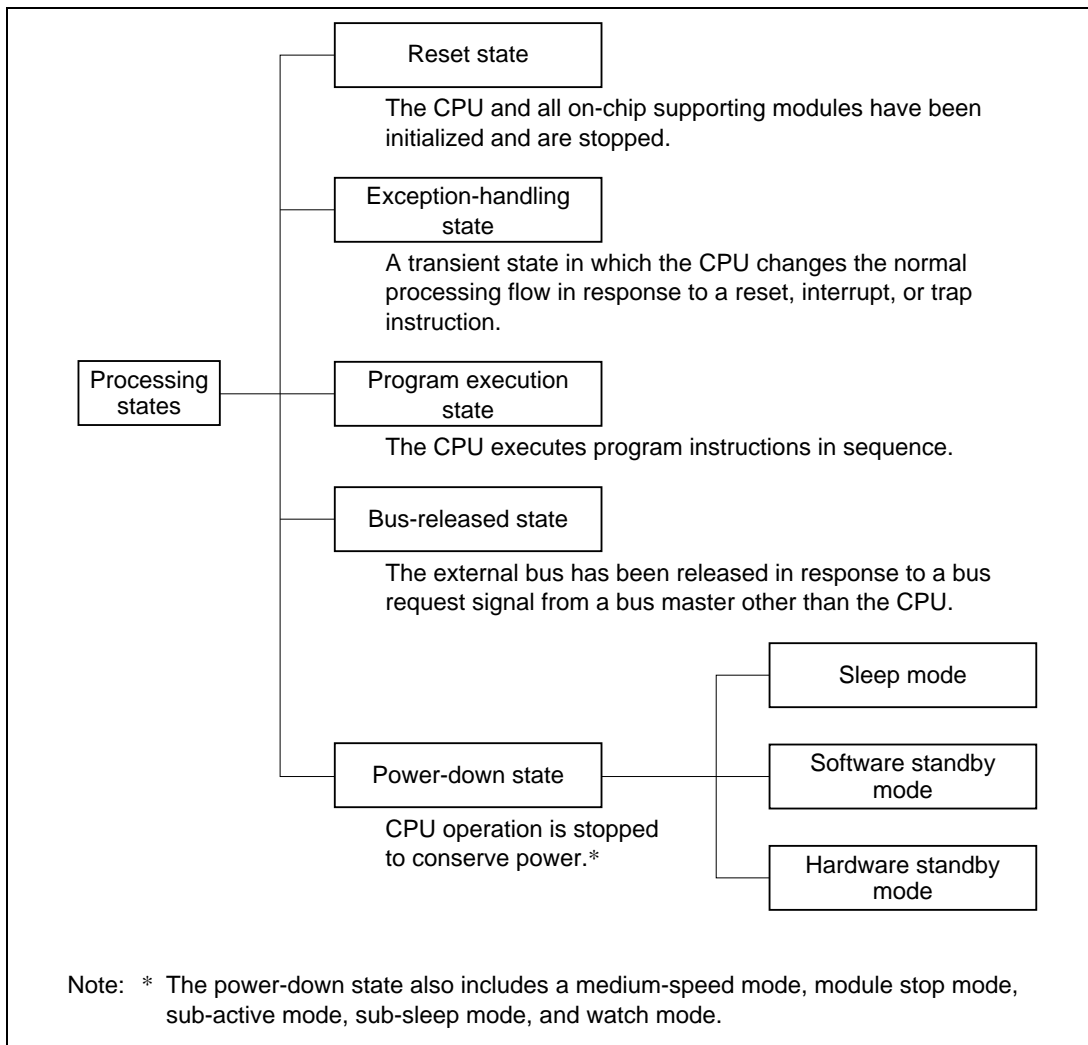 Reset state
The CPU and all on-chip supporting modules have been
initialized and are stopped.
Exception-handling
state
A transient state in which the CPU changes the normal
processing flow in response to a reset, interrupt, or trap
instruction.
Processing
states
Program execution
state
The CPU executes program instructions in sequence.
Bus-released state
The external bus has been released in response to a bus
request signal from a bus master other than the CPU.
Sleep mode
Power-down state
Software standby
mode
CPU operation is stopped
to conserve power.*
Hardware standby
mode
Note: * The power-down state also includes a medium-speed mode, module stop mode,
sub-active mode, sub-sleep mode, and watch mode.